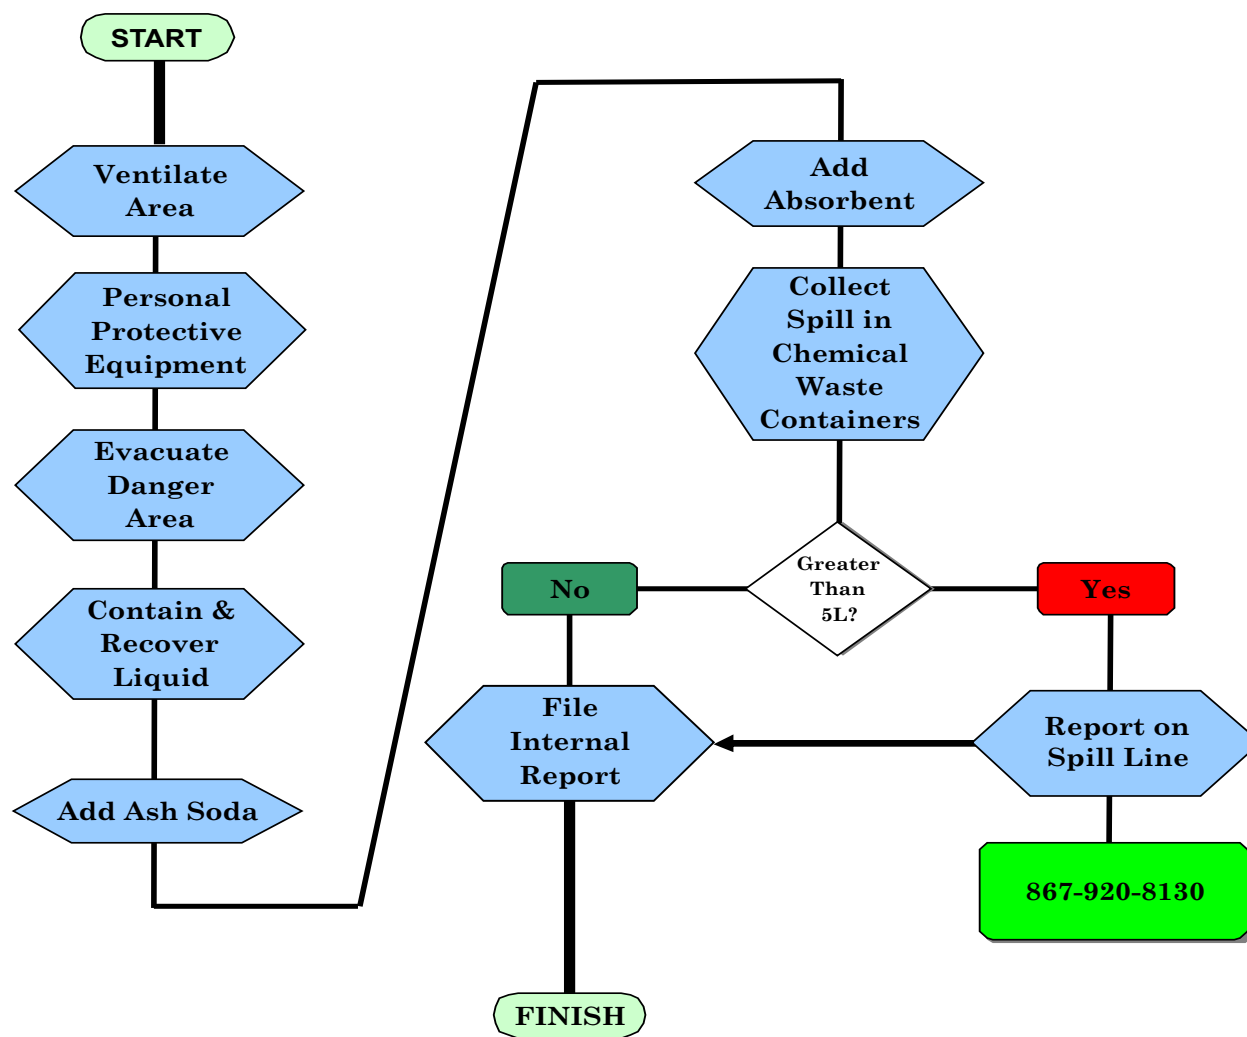 START
Ventilate
Area
Personal
Protective
Equipment
Evacuate
Danger
Area
Contain &
Recover
Liquid
Add Ash Soda
Add
Absorbent
Collect
Spill in
Chemical
Waste
Containers
Greater
Than
5L?
No
Yes
File
Internal
Report
Report on
Spill Line
867-920-8130
FINISH